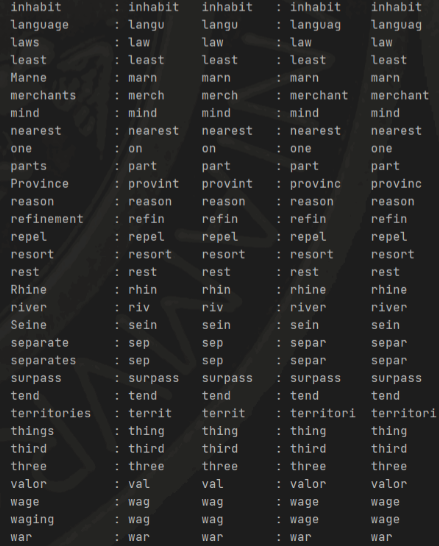 inhabit : inhabit inhabit : inhabit inhabit
language : langu langu : languag languag
laws : law law : law law
least : least least : least least
Marne : marn marn : marn marn
merchants : merch merch : merchant merchant
mind : mind mind : mind mind
nearest : nearest nearest : nearest nearest
one : on on : one one
parts : part part : part part
Province : provint provint : provinc provinc
reason : reason reason : reason reason
refinement : refin refin : refin refin
repel : repel repel : repel repel
resort : resort resort : resort resort
rest : rest rest : rest rest
Rhine : rhin rhin : rhine rhine
river : riv riv : river river
Seine : sein sein : sein sein
separate : sep sep : separ separ
separates : sep sep : separ separ
surpass : surpass surpass : surpass surpass
tend : tend tend : tend tend
territories : territ territ : territori territori
things : thing thing : thing thing
third : third third : third third
three : three three : three three
valor : val val : valor valor
wage : wag wag : wage wage
waging : wag wag : wage wage
war : war war : war war